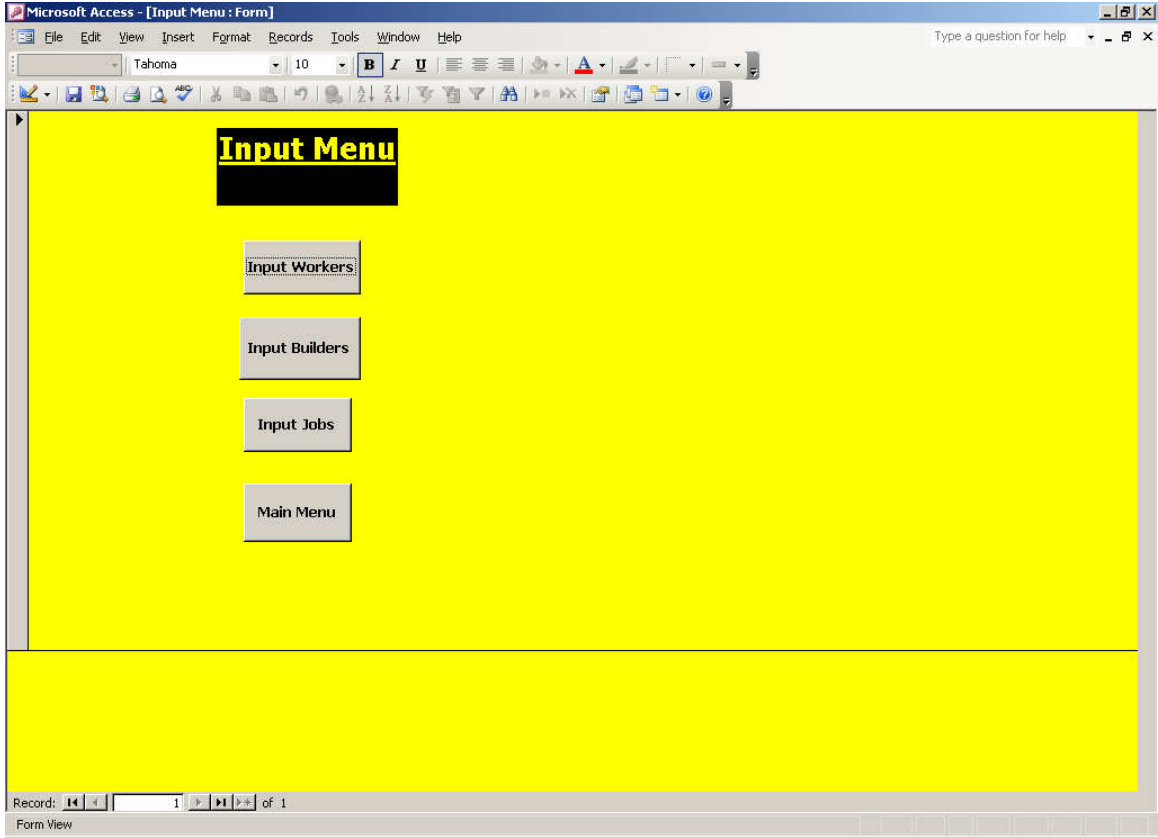 Microsoft Access - [Input Menu : Form]
File Edit View Insert Format Records Tools Window Help Type a question for help
Tahoma 10 B I U A
ABC A Z Z A
Input Menu
Input Workers
Input Builders
Input Jobs
Main Menu
Record: 1 of 1
Form View